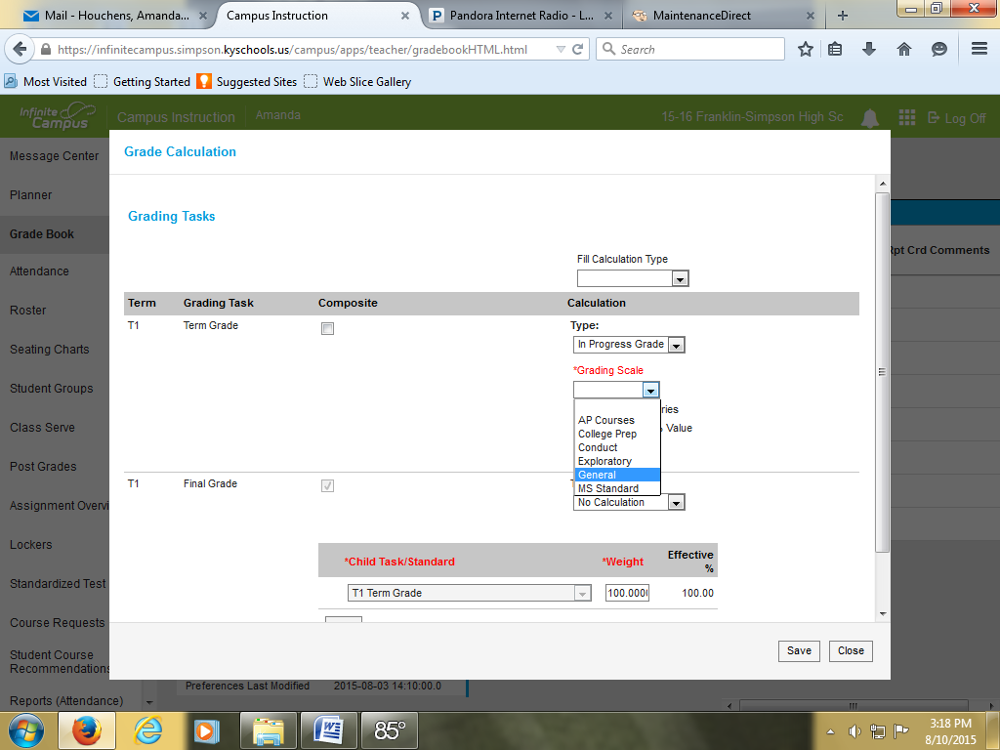 Mail - Houchens, Amanda...
Campus Instruction
Pandora Internet Radio - L...
MaintenanceDirect
https://infinitecampus.simpson.kyschools.us/campus/apps/teacher/gradebookHTML.html
Search
Most Visited
Getting Started
Suggested Sites
Web Slice Gallery
Infinite Campus
Campus Instruction
Amanda
15-16 Franklin-Simpson High Sc
Log Off
Message Center
Planner
Grade Book
Attendance
Roster
Seating Charts
Student Groups
Class Serve
Post Grades
Assignment Overvi
Lockers
Standardized Test
Course Requests
Student Course
Recommendations
Reports (Attendance)
Rpt Crd Comments
Grade Calculation
Grading Tasks
Fill Calculation Type
Term Grading Task Composite Calculation
T1 Term Grade
Type:
In Progress Grade
*Grading Scale
ries
% Value
AP Courses
College Prep
Conduct
Exploratory
General
MS Standard
T1 Final Grade
No Calculation
*Child Task/Standard *Weight Effective %
T1 Term Grade 100.000 100.00
Save Close
Preferences Last Modified 2015-08-03 14:10:00.0
85°
3:18 PM
8/10/2015